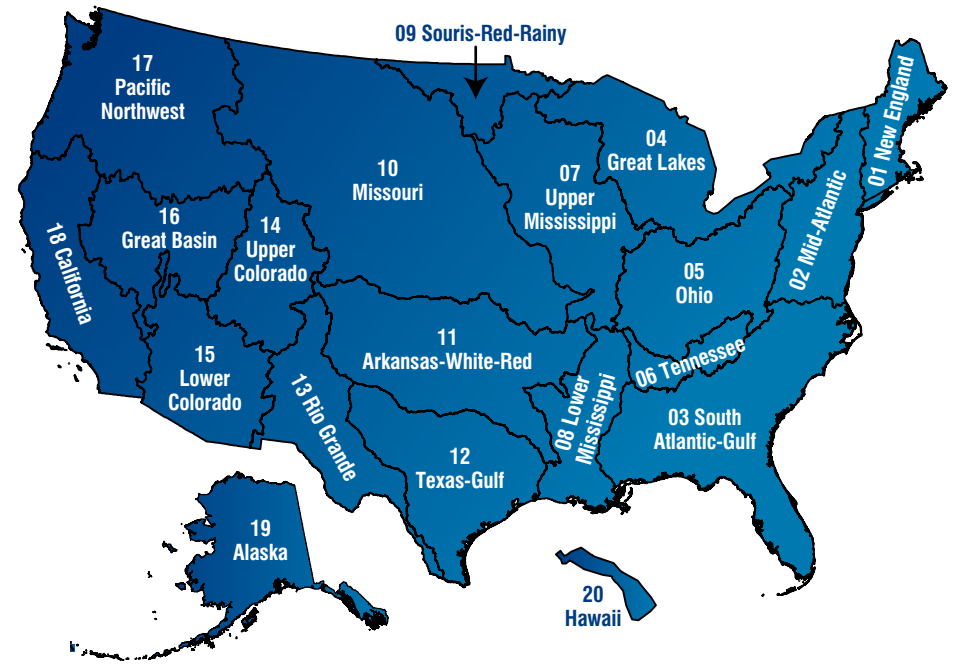 09 Souris-Red-Rainy
17
Pacific
Northwest
01 New England
04
Great Lakes
10
Missouri
07
Upper
Mississippi
16
Great Basin
14
Upper
Colorado
02 Mid-Atlantic
18 California
05
Ohio
11
Arkansas-White-Red
15
Lower
Colorado
06 Tennessee
13 Rio Grande
08 Lower
Mississippi
03 South
Atlantic-Gulf
12
Texas-Gulf
19
Alaska
20
Hawaii